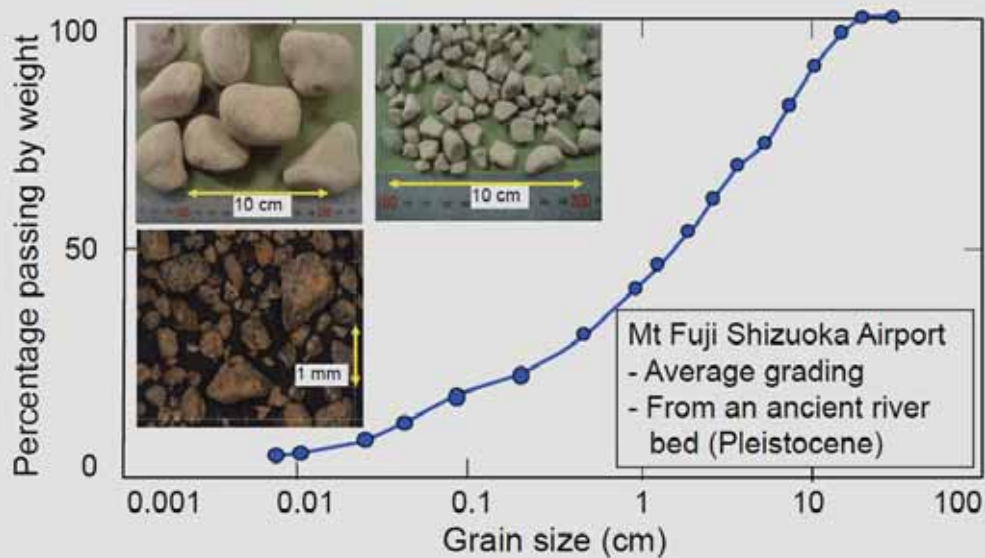 Percentage passing by weight
100
50
0
10 cm
10 cm
1 mm
Mt Fuji Shizuoka Airport
- Average grading
- From an ancient river
bed (Pleistocene)
0.001 0.01 0.1 1 10 100
Grain size (cm)